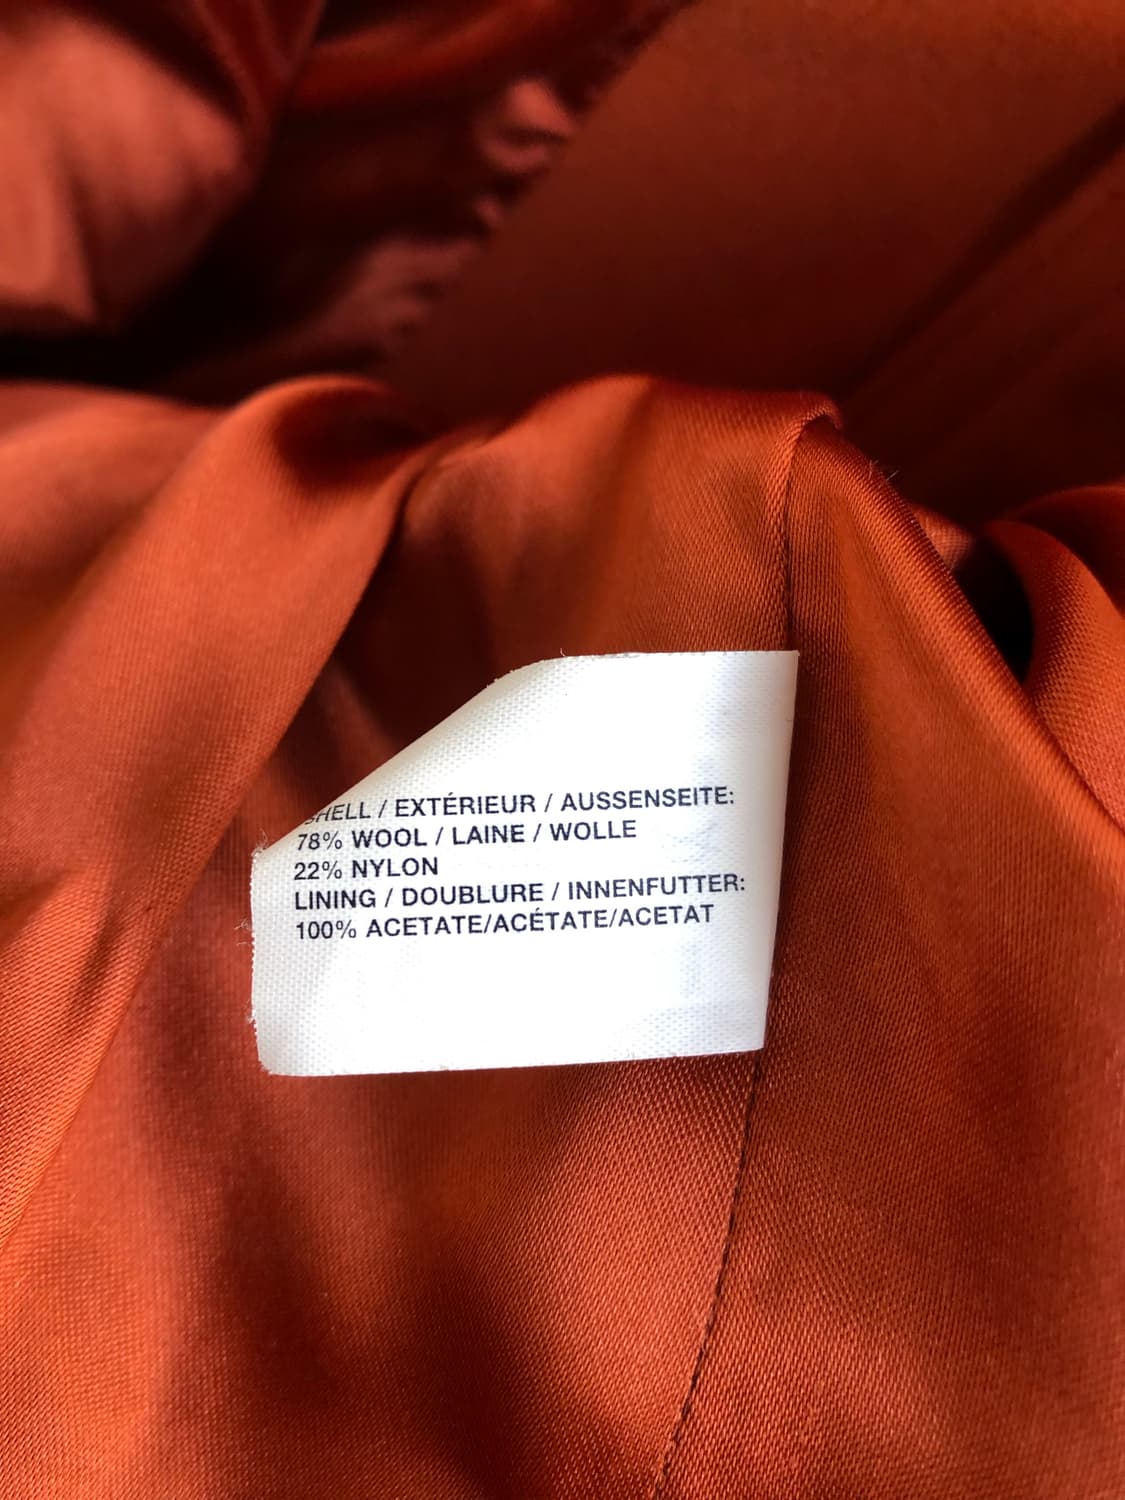 SHELL / EXTÉRIEUR / AUSSENSEITE:
78% WOOL / LAINE / WOLLE
22% NYLON
LINING / DOUBLURE / INNENFUTTER:
100% ACETATE/ACÉTATE/ACETAT